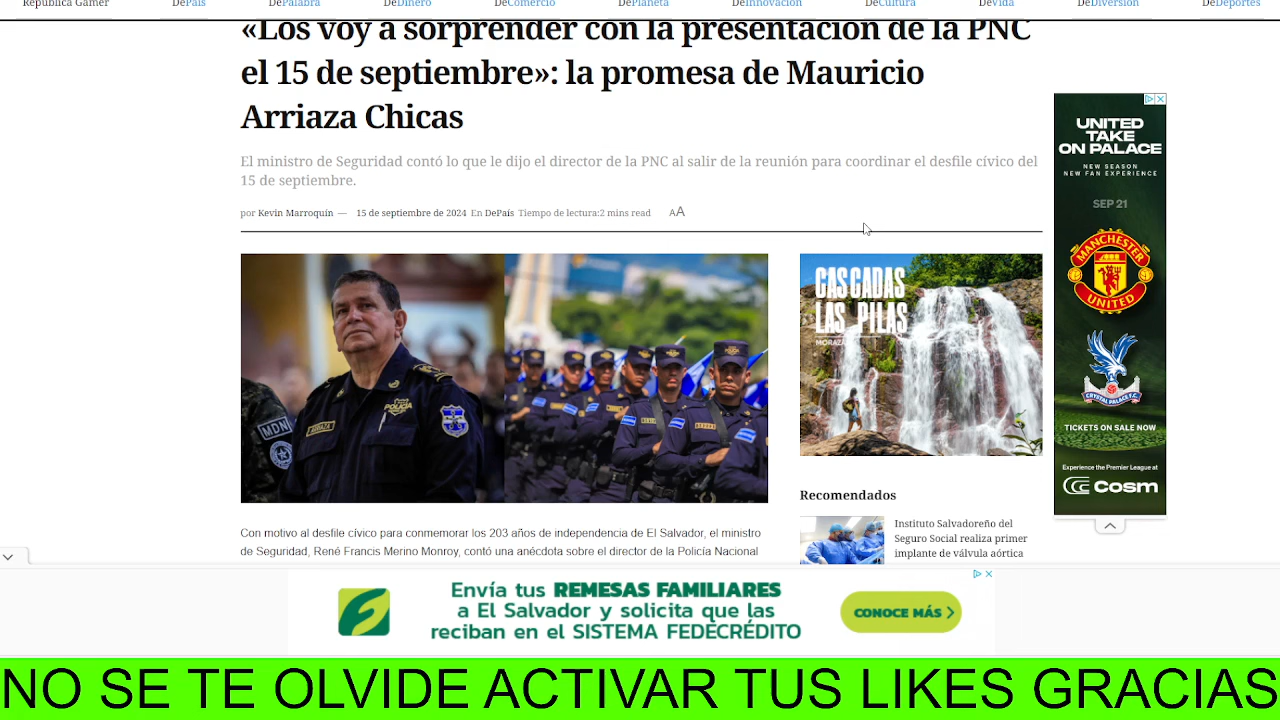 República Gamer DePaís DePalabra DeDinero DeComercio DePlaneta DeInnovación DeCultura DeVida DeDiversión DeDeportes
«Los voy a sorprender con la presentación de la PNC
el 15 de septiembre»: la promesa de Mauricio
Arriaza Chicas
El ministro de Seguridad contó lo que le dijo el director de la PNC al salir de la reunión para coordinar el desfile cívico del
15 de septiembre.
por Kevin Marroquín — 15 de septiembre de 2024 En DePaís Tiempo de lectura:2 mins read AA
MDN
ARRIAZA
POLICIA
CASCADAS
LAS PILAS
Recomendados
Instituto Salvadoreño del
Seguro Social realiza primer
implante de válvula aórtica
Con motivo al desfile cívico para conmemorar los 203 años de independencia de El Salvador, el ministro
de Seguridad, René Francis Merino Monroy, contó una anécdota sobre el director de la Policía Nacional
UNITED
TAKE
ON PALACE
NEW SEASON
NEW FAN EXPERIENCE
SEP 21
MANCHESTER
UNITED
CRYSTAL PALACE F.C.
TICKETS ON SALE NOW
Experience the Premier League at
Cosm
Envía tus REMESAS FAMILIARES
a El Salvador y solicita que las
reciban en el SISTEMA FEDECRÉDITO
CONOCE MÁS
NO SE TE OLVIDE ACTIVAR TUS LIKES GRACIAS